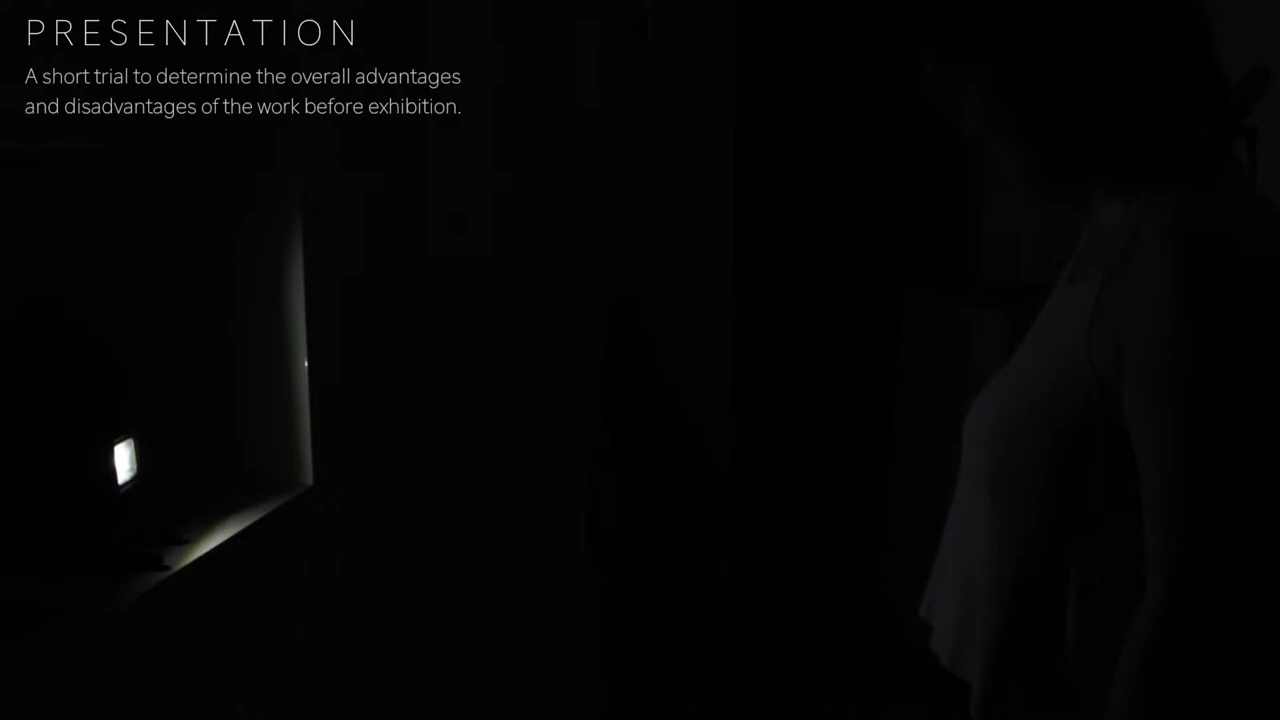 PRESENTATION
A short trial to determine the overall advantages
and disadvantages of the work before exhibition.